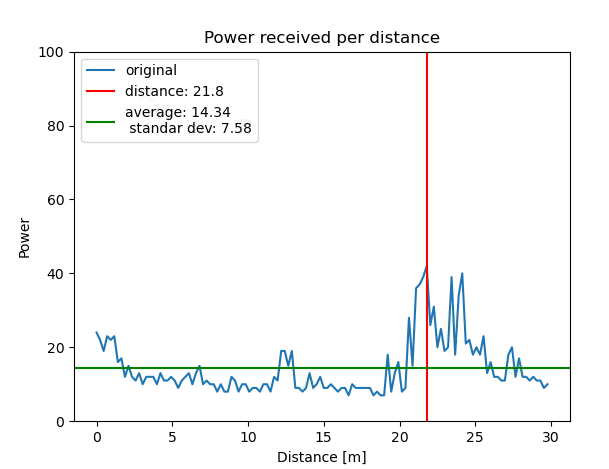 Power received per distance
100
80
60
40
20
0
Power
original
distance: 21.8
average: 14.34
standar dev: 7.58
0 5 10 15 20 25 30
Distance [m]